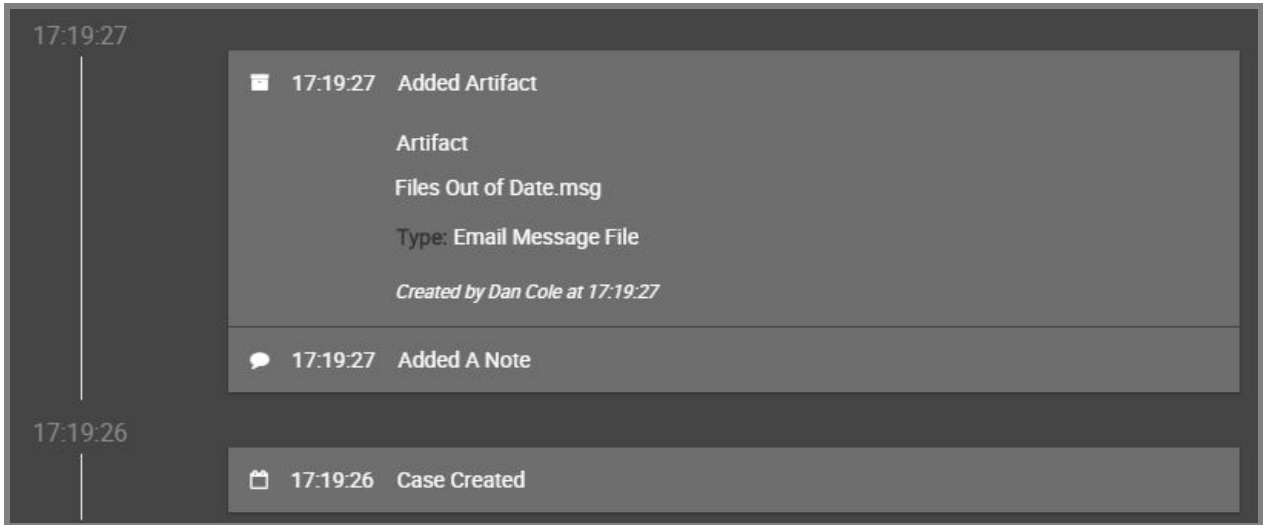 17:19:27
17:19:27 Added Artifact
Artifact
Files Out of Date.msg
Type: Email Message File
Created by Dan Cole at 17:19:27
17:19:27 Added A Note
17:19:26
17:19:26 Case Created